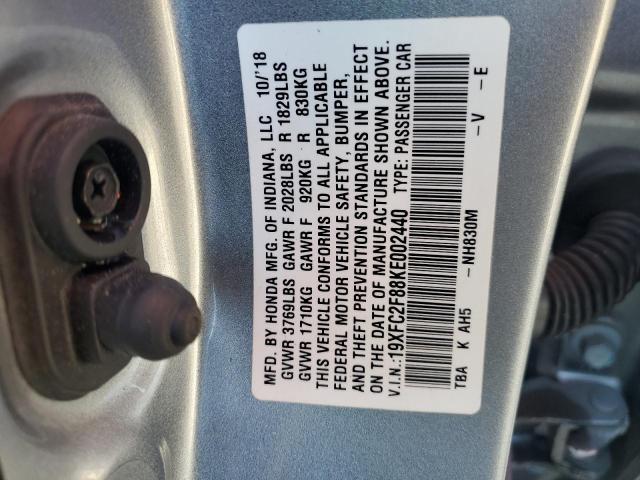 MFD. BY HONDA MFG. OF INDIANA, LLC 10/'18
GVWR 3769LBS GAWR F 2028LBS R 1829LBS
GVWR 1710KG GAWR F 920KG R 830KG
THIS VEHICLE CONFORMS TO ALL APPLICABLE
FEDERAL MOTOR VEHICLE SAFETY, BUMPER,
AND THEFT PREVENTION STANDARDS IN EFFECT
ON THE DATE OF MANUFACTURE SHOWN ABOVE.
V.I.N.:19XFC2F88KE002440 TYPE: PASSENGER CAR
TBA K AH5 -NH830M -V -E